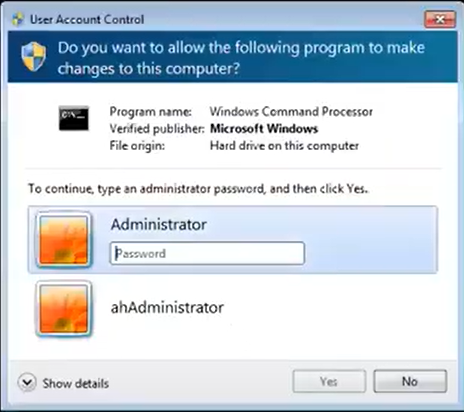 User Account Control
Do you want to allow the following program to make
changes to this computer?
C:\_
Program name: Windows Command Processor
Verified publisher: Microsoft Windows
File origin: Hard drive on this computer
To continue, type an administrator password, and then click Yes.
Administrator
Password
ahAdministrator
Show details
Yes
No